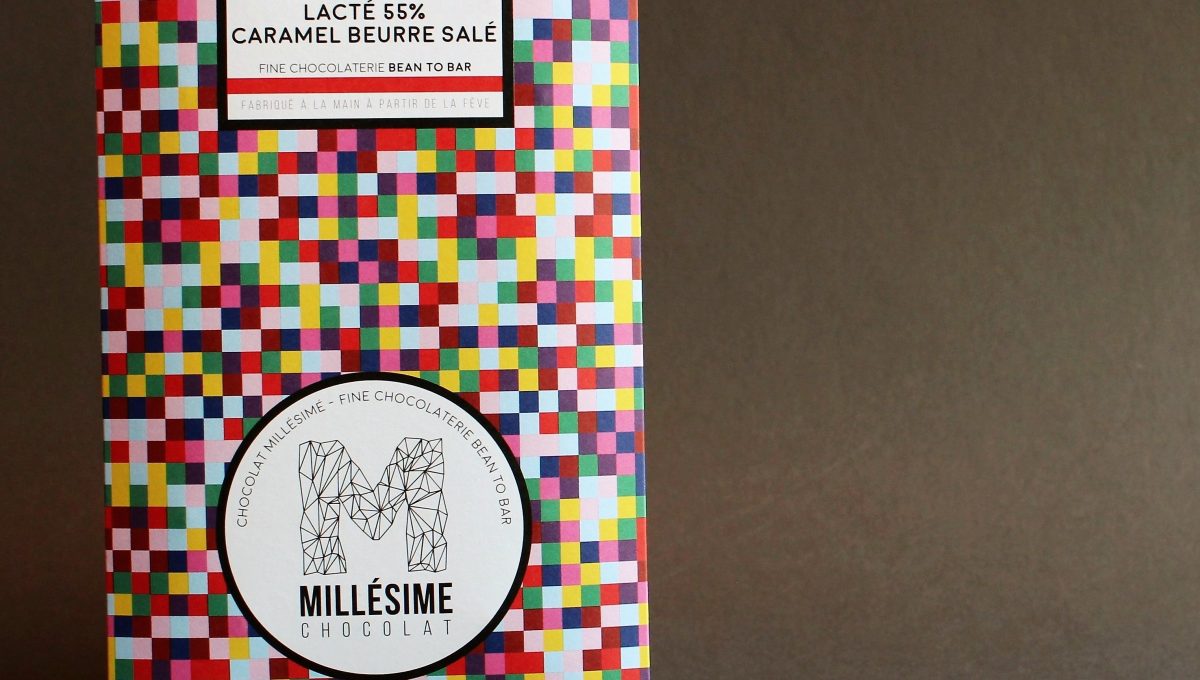 LACTÉ 55%
CARAMEL BEURRE SALÉ
FINE CHOCOLATERIE BEAN TO BAR
FABRIQUÉ À LA MAIN À PARTIR DE LA FÈVE
CHOCOLAT MILLÉSIMÉ - FINE CHOCOLATERIE BEAN TO BAR
M
MILLÉSIME
CHOCOLAT